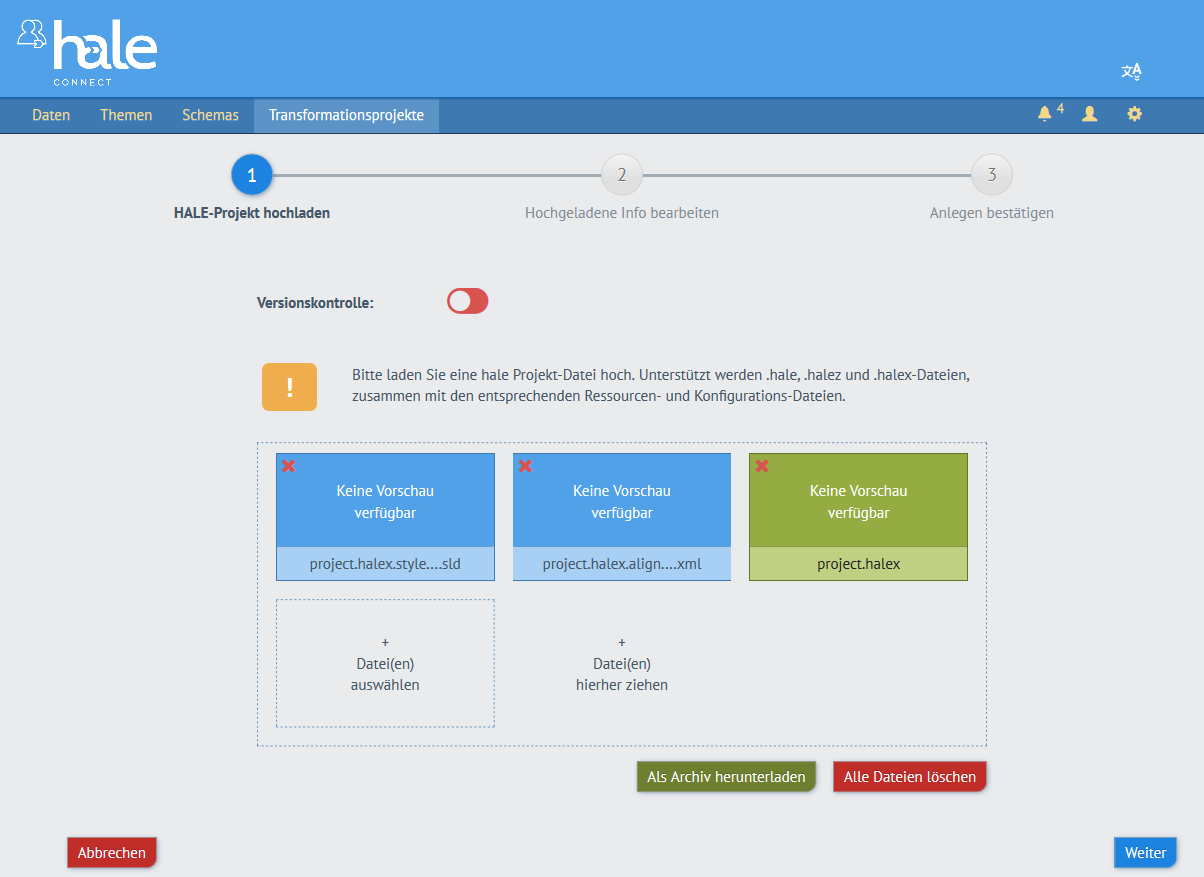 hale
CONNECT
文A
Daten Themen Schemas Transformationsprojekte 4
1 2 3
HALE-Projekt hochladen Hochgeladene Info bearbeiten Anlegen bestätigen
Versionskontrolle:
!
Bitte laden Sie eine hale Projekt-Datei hoch. Unterstützt werden .hale, .halez und .halex-Dateien,
zusammen mit den entsprechenden Ressourcen- und Konfigurations-Dateien.
Keine Vorschau
verfügbar
project.halex.style....sld
Keine Vorschau
verfügbar
project.halex.align....xml
Keine Vorschau
verfügbar
project.halex
+
Datei(en)
auswählen
+
Datei(en)
hierher ziehen
Als Archiv herunterladen Alle Dateien löschen
Abbrechen Weiter